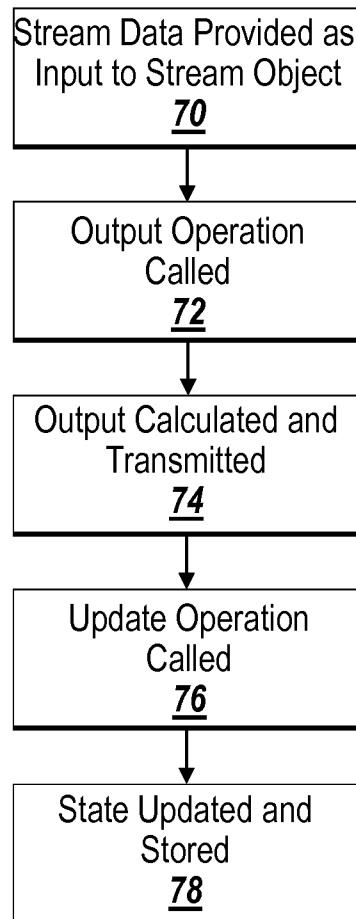 Stream Data Provided as
Input to Stream Object
70
Output Operation
Called
72
Output Calculated and
Transmitted
74
Update Operation
Called
76
State Updated and
Stored
78